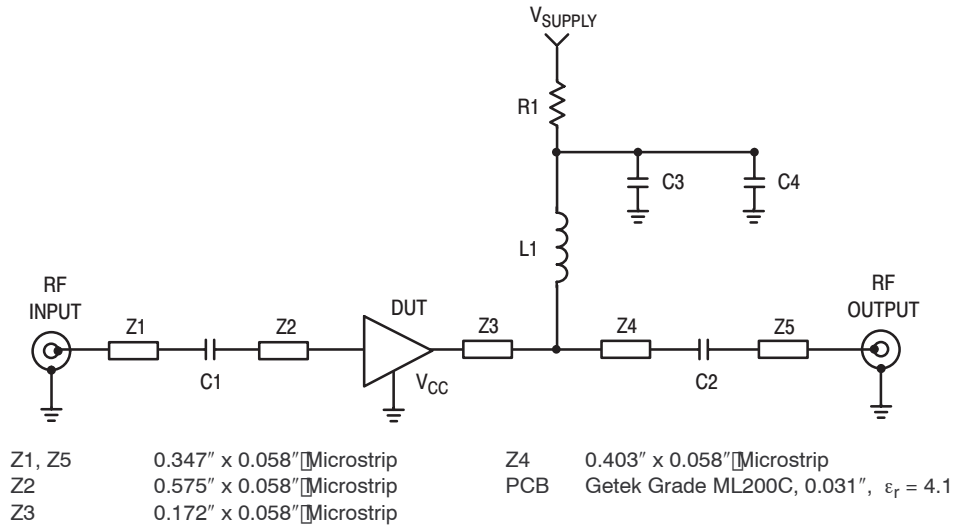 VSUPPLY
R1
C3
C4
L1
RF
INPUT
RF
OUTPUT
Z1
C1
Z2
DUT
VCC
Z3
Z4
C2
Z5
Z1, Z5 0.347″ x 0.058″ Microstrip
Z2 0.575″ x 0.058″ Microstrip
Z3 0.172″ x 0.058″ Microstrip
Z4 0.403″ x 0.058″ Microstrip
PCB Getek Grade ML200C, 0.031″, εr = 4.1